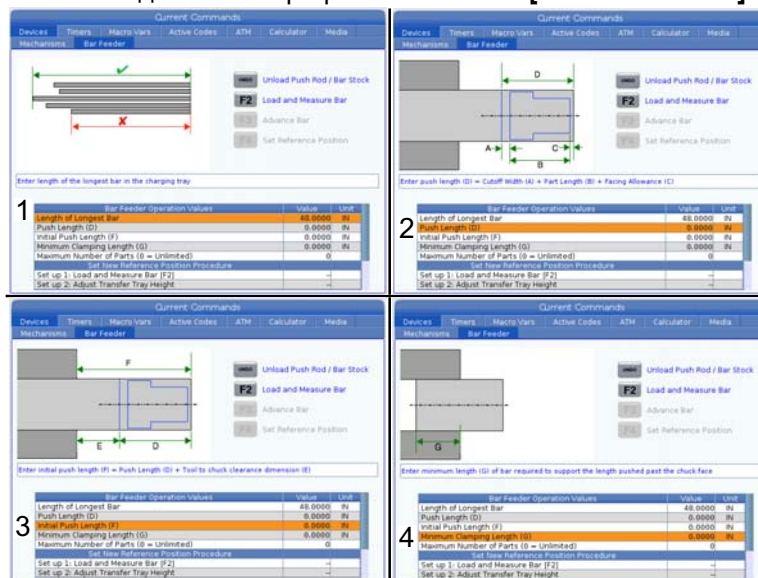 Current Commands
Devices Timers Macro Vars Active Codes ATM Calculator Media
Mechanisms Bar Feeder
UNDO Unload Push Rod / Bar Stock
F2 Load and Measure Bar
F3 Advance Bar
F4 Set Reference Position
Enter length of the longest bar in the charging tray
1
Bar Feeder Operation Values Value Unit
Length of Longest Bar 48.0000 IN
Push Length (D) 0.0000 IN
Initial Push Length (F) 0.0000 IN
Minimum Clamping Length (G) 0.0000 IN
Maximum Number of Parts (0 = Unlimited) 0
Set New Reference Position Procedure
Set up 1: Load and Measure Bar [F2] --
Set up 2: Adjust Transfer Tray Height --
Current Commands
Devices Timers Macro Vars Active Codes ATM Calculator Media
Mechanisms Bar Feeder
D
A
C
B
UNDO Unload Push Rod / Bar Stock
F2 Load and Measure Bar
F3 Advance Bar
F4 Set Reference Position
Enter push length (D) = Cutoff Width (A) + Part Length (B) + Facing Allowance (C)
2
Bar Feeder Operation Values Value Unit
Length of Longest Bar 48.0000 IN
Push Length (D) 0.0000 IN
Initial Push Length (F) 0.0000 IN
Minimum Clamping Length (G) 0.0000 IN
Maximum Number of Parts (0 = Unlimited) 0
Set New Reference Position Procedure
Set up 1: Load and Measure Bar [F2] --
Set up 2: Adjust Transfer Tray Height --
Current Commands
Devices Timers Macro Vars Active Codes ATM Calculator Media
Mechanisms Bar Feeder
F
E
D
UNDO Unload Push Rod / Bar Stock
F2 Load and Measure Bar
F3 Advance Bar
F4 Set Reference Position
Enter initial push length (F) = Push Length (D) + Tool to chuck clearance dimension (E)
3
Bar Feeder Operation Values Value Unit
Length of Longest Bar 48.0000 IN
Push Length (D) 0.0000 IN
Initial Push Length (F) 0.0000 IN
Minimum Clamping Length (G) 0.0000 IN
Maximum Number of Parts (0 = Unlimited) 0
Set New Reference Position Procedure
Set up 1: Load and Measure Bar [F2] --
Set up 2: Adjust Transfer Tray Height --
Current Commands
Devices Timers Macro Vars Active Codes ATM Calculator Media
Mechanisms Bar Feeder
G
UNDO Unload Push Rod / Bar Stock
F2 Load and Measure Bar
F3 Advance Bar
F4 Set Reference Position
Enter minimum length (G) of bar required to support the length pushed past the chuck face
4
Bar Feeder Operation Values Value Unit
Length of Longest Bar 48.0000 IN
Push Length (D) 0.0000 IN
Initial Push Length (F) 0.0000 IN
Minimum Clamping Length (G) 0.0000 IN
Maximum Number of Parts (0 = Unlimited) 0
Set New Reference Position Procedure
Set up 1: Load and Measure Bar [F2] --
Set up 2: Adjust Transfer Tray Height --